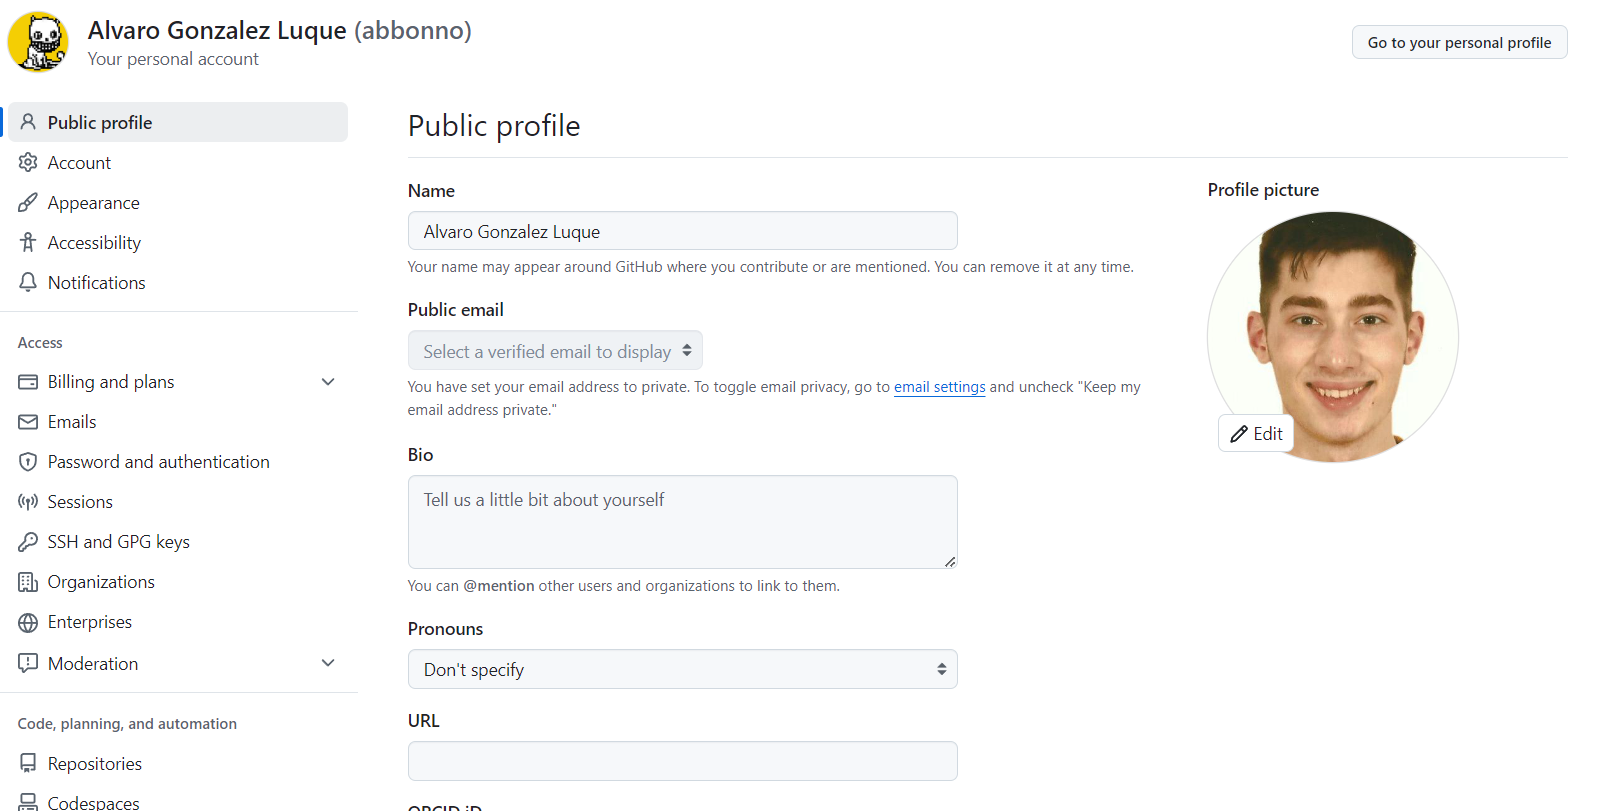 Alvaro Gonzalez Luque (abbonno)
Your personal account
Go to your personal profile
Public profile
Account
Appearance
Accessibility
Notifications
Access
Billing and plans
Emails
Password and authentication
Sessions
SSH and GPG keys
Organizations
Enterprises
Moderation
Code, planning, and automation
Repositories
Codespaces
Public profile
Name
Alvaro Gonzalez Luque
Your name may appear around GitHub where you contribute or are mentioned. You can remove it at any time.
Public email
Select a verified email to display
You have set your email address to private. To toggle email privacy, go to email settings and uncheck "Keep my
email address private."
Bio
Tell us a little bit about yourself
You can @mention other users and organizations to link to them.
Pronouns
Don't specify
URL
ORCID iD
Profile picture
Edit